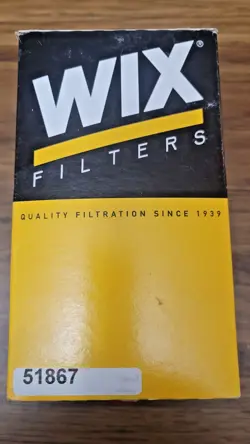 WIX®
FILTERS
QUALITY FILTRATION SINCE 1939
51867